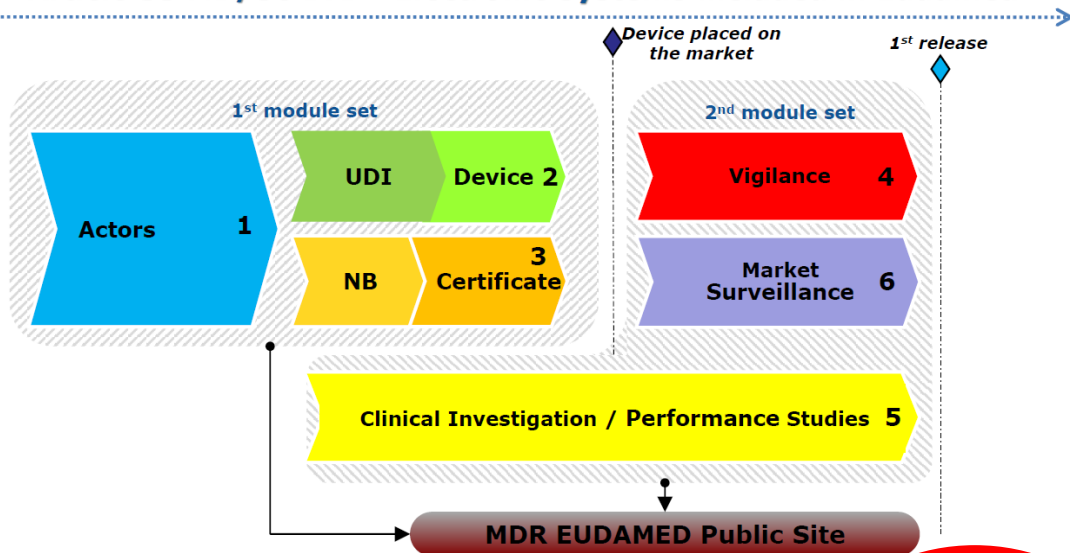 Device placed on
the market
1st release
1st module set
2nd module set
Actors 1
UDI
Device 2
NB
3
Certificate
Vigilance 4
Market
Surveillance 6
Clinical Investigation / Performance Studies 5
MDR EUDAMED Public Site